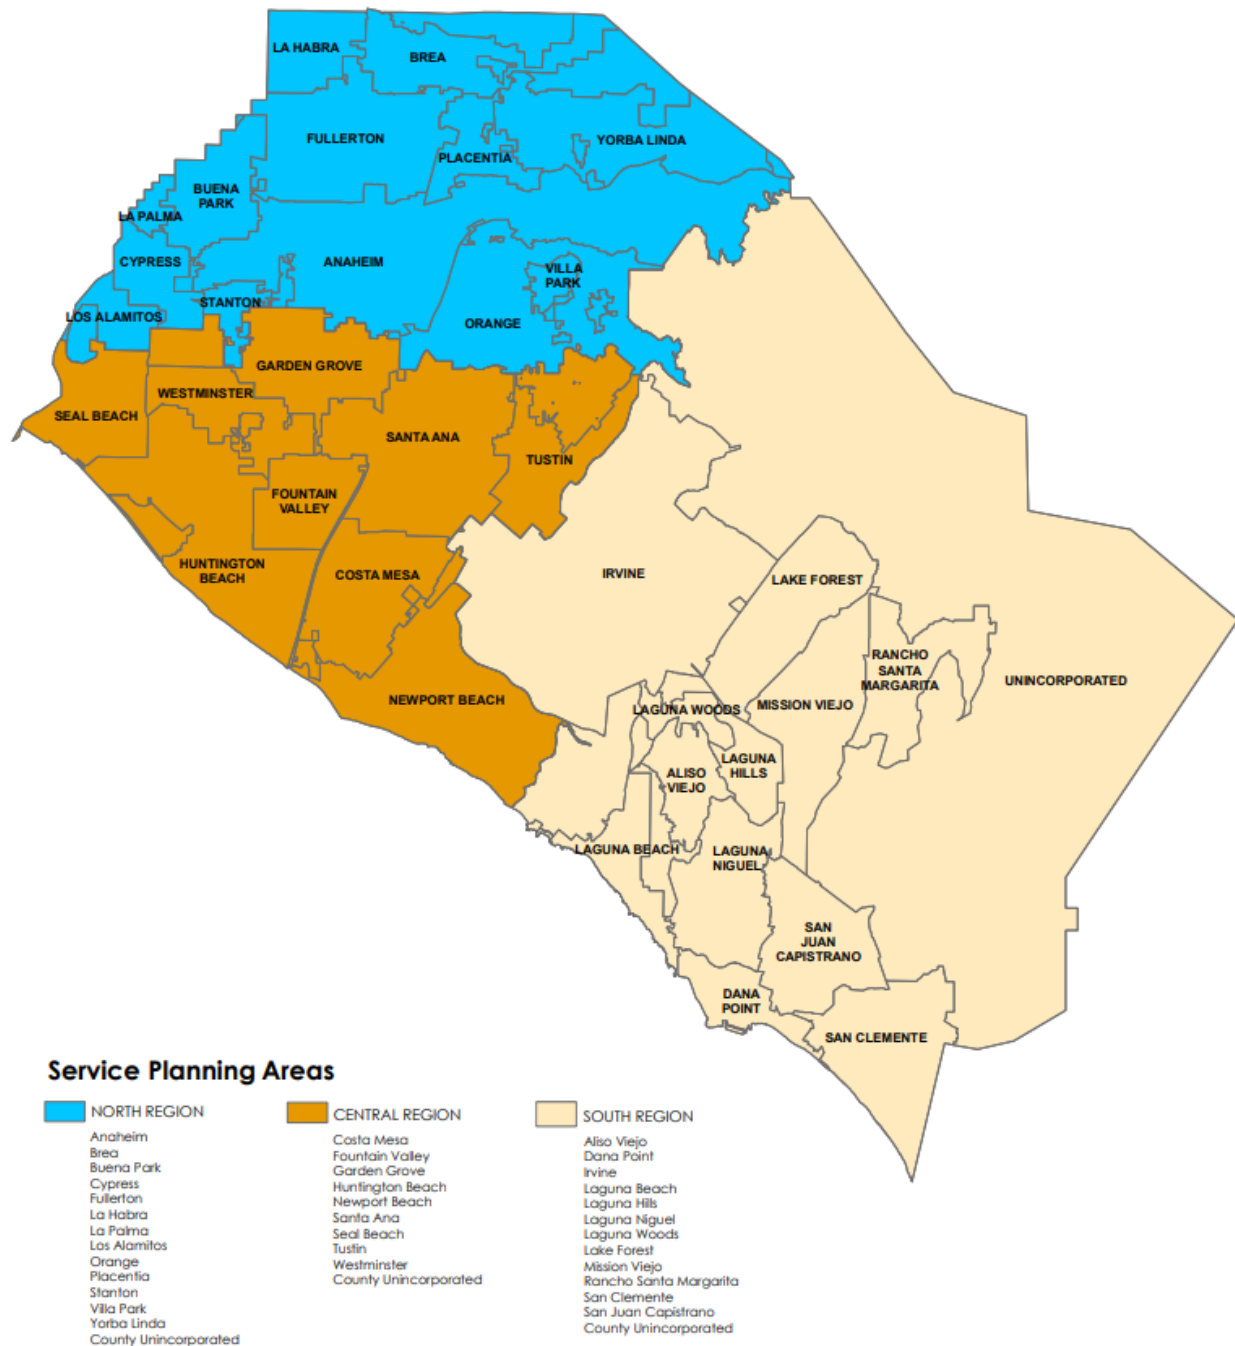 LA HABRA
BREA
FULLERTON
YORBA LINDA
PLACENTIA
BUENA
PARK
LA PALMA
CYPRESS
ANAHEIM
VILLA
PARK
STANTON
LOS ALAMITOS
ORANGE
GARDEN GROVE
WESTMINSTER
SEAL BEACH
SANTA ANA
TUSTIN
FOUNTAIN
VALLEY
HUNTINGTON
BEACH
COSTA MESA
IRVINE
LAKE FOREST
RANCHO
SANTA
MARGARITA
UNINCORPORATED
NEWPORT BEACH
LAGUNA WOODS
MISSION VIEJO
LAGUNA
HILLS
ALISO
VIEJO
LAGUNA BEACH
LAGUNA
NIGUEL
SAN
JUAN
CAPISTRANO
DANA
POINT
SAN CLEMENTE
Service Planning Areas
NORTH REGION
Anaheim
Brea
Buena Park
Cypress
Fullerton
La Habra
La Palma
Los Alamitos
Orange
Placentia
Stanton
Villa Park
Yorba Linda
County Unincorporated
CENTRAL REGION
Costa Mesa
Fountain Valley
Garden Grove
Huntington Beach
Newport Beach
Santa Ana
Seal Beach
Tustin
Westminster
County Unincorporated
SOUTH REGION
Aliso Viejo
Dana Point
Irvine
Laguna Beach
Laguna Hills
Laguna Niguel
Laguna Woods
Lake Forest
Mission Viejo
Rancho Santa Margarita
San Clemente
San Juan Capistrano
County Unincorporated